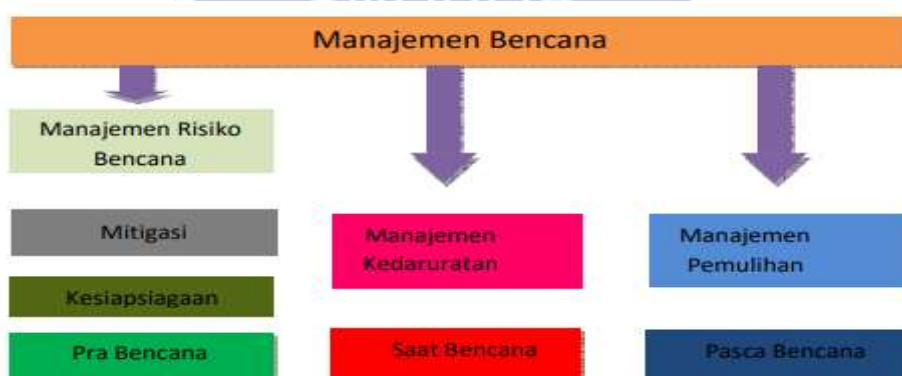 Manajemen Bencana
Manajemen Risiko
Bencana
Mitigasi
Kesiapsiagaan
Pra Bencana
Manajemen
Kedaruratan
Saat Bencana
Manajemen
Pemulihan
Pasca Bencana